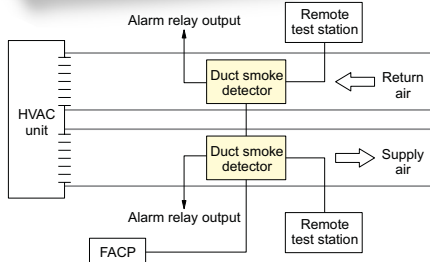 Alarm relay output
Remote
test station
Duct smoke
detector
Return
air
HVAC
unit
Duct smoke
detector
Supply
air
Alarm relay output
Remote
test station
FACP